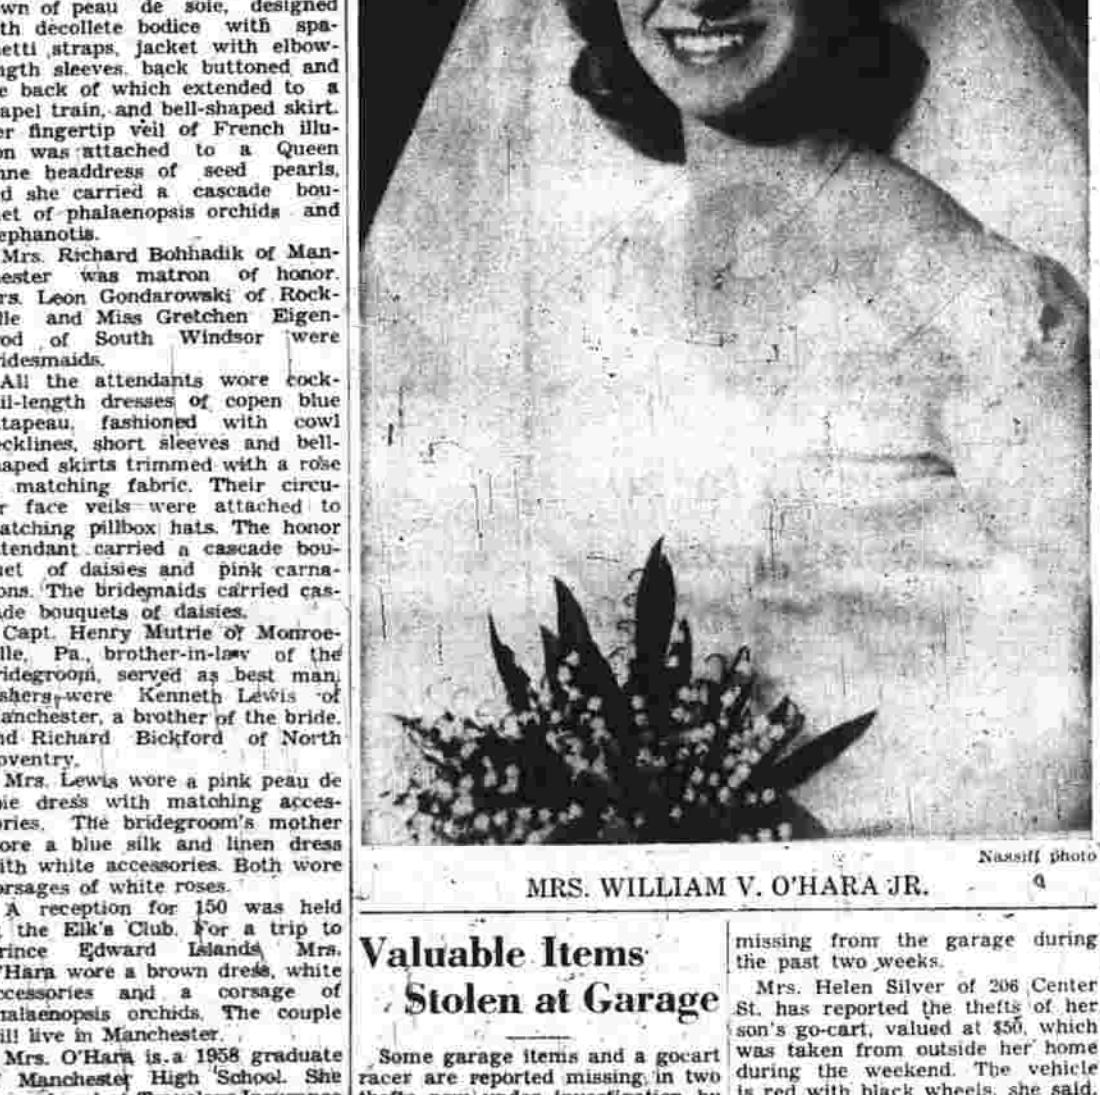 wn of peau de soie, designed
th decollete bodice with spa-
etti straps, jacket with elbow-
ngth sleeves, back buttoned and
e back of which extended to a
apel train, and bell-shaped skirt.
er fingertip veil of French illu-
on was attached to a Queen
nne headdress of seed pearls,
d she carried a cascade bou-
et of phalaenopsis orchids and
ephanotis.
Mrs. Richard Bohhadik of Man-
ester was matron of honor.
rs. Leon Gondarowski of Rock-
lle and Miss Gretchen Eigen-
od of South Windsor were
idesmaids.
All the attendants wore cock-
il-length dresses of copen blue
tapeau, fashioned with cowl
cklines, short sleeves and bell-
aped skirts trimmed with a rose
matching fabric. Their circu-
r face veils were attached to
atching pillbox hats. The honor
tendant carried a cascade bou-
et of daisies and pink carna-
ons. The bridemaids carried cas-
de bouquets of daisies.
Capt. Henry Mutrie of Monroe-
lle, Pa., brother-in-law of the
ridegroom, served as best man.
shers were Kenneth Lewis of
anchester, a brother of the bride.
nd Richard Bickford of North
oventry.
Mrs. Lewis wore a pink peau de
ie dress with matching acces-
ries. The bridegroom's mother
ore a blue silk and linen dress
ith white accessories. Both wore
orsages of white roses.
A reception for 150 was held
the Elk's Club. For a trip to
rince Edward Islands Mrs.
'Hara wore a brown dress, white
ccessories and a corsage of
halaenopsis orchids. The couple
ill live in Manchester.
Mrs. O'Hara is a 1958 graduate
Manchester High School. She
Nassiff photo
MRS. WILLIAM V. O'HARA JR.
Valuable Items
Stolen at Garage
Some garage items and a gocart
racer are reported missing in two
missing from the garage during
the past two weeks.
Mrs. Helen Silver of 206 Center
St. has reported the thefts of her
son's go-cart, valued at $50, which
was taken from outside her home
during the weekend. The vehicle
is red with black wheels, she said.